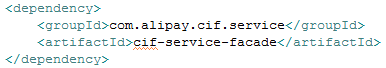 <dependency>
<groupId>com.alipay.cif.service</groupId>
<artifactId>cif-service-facade</artifactId>
</dependency>